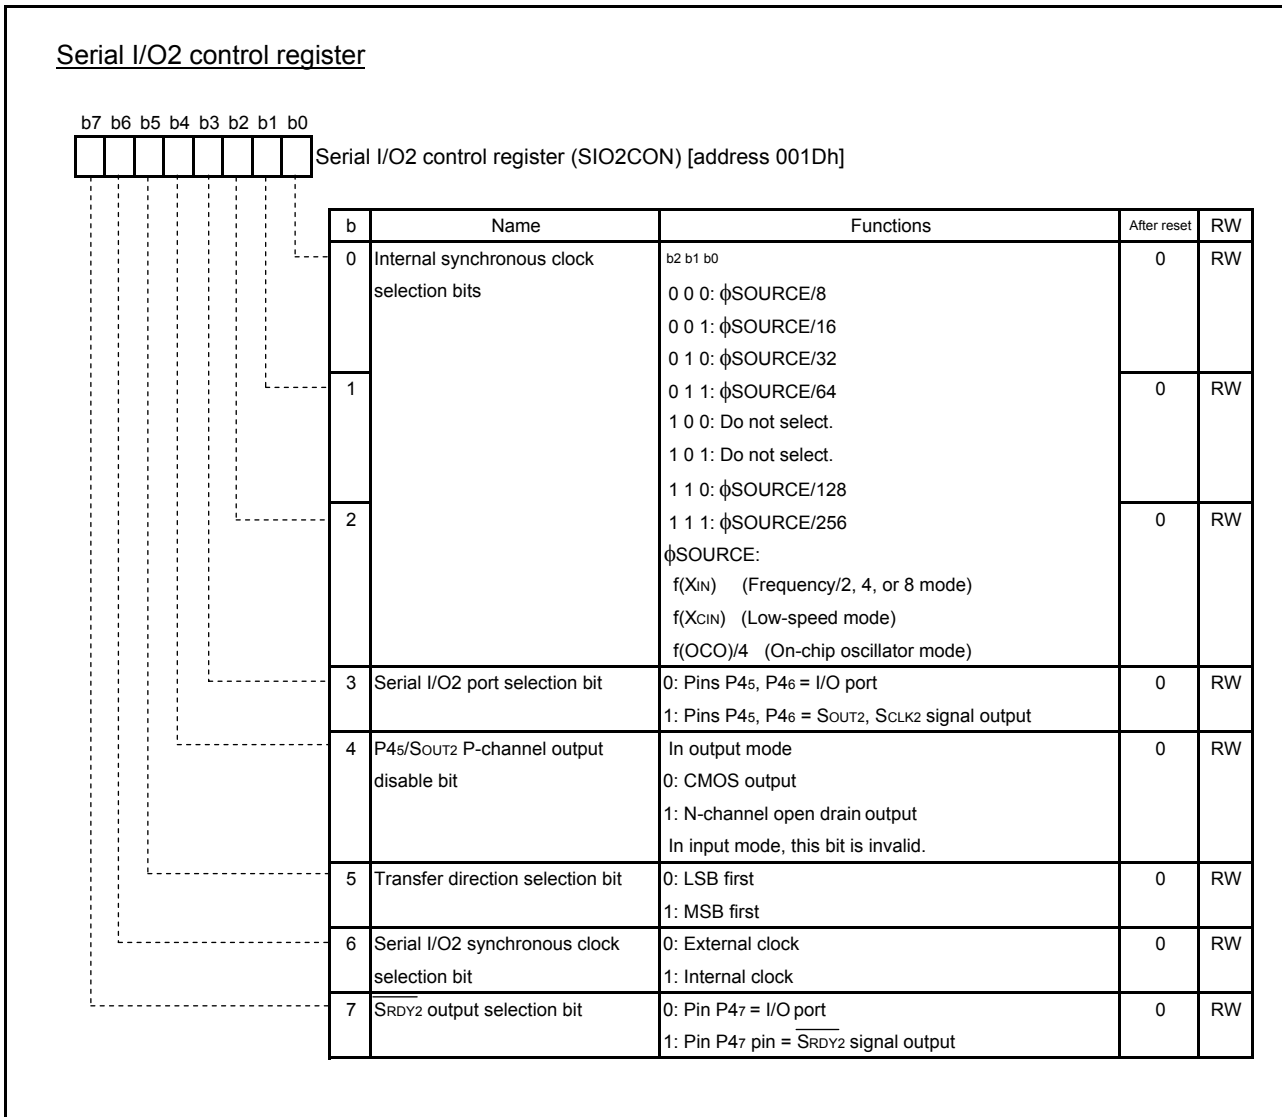 Serial I/O2 control register
b7 b6 b5 b4 b3 b2 b1 b0
Serial I/O2 control register (SIO2CON) [address 001Dh]
b Name Functions After reset RW
0 Internal synchronous clock b2 b1 b0 0 RW
selection bits 0 0 0: ϕSOURCE/8
0 0 1: ϕSOURCE/16
0 1 0: ϕSOURCE/32
1 0 1 1: ϕSOURCE/64 0 RW
1 0 0: Do not select.
1 0 1: Do not select.
1 1 0: ϕSOURCE/128
2 1 1 1: ϕSOURCE/256 0 RW
ϕSOURCE:
f(XIN) (Frequency/2, 4, or 8 mode)
f(XCIN) (Low-speed mode)
f(OCO)/4 (On-chip oscillator mode)
3 Serial I/O2 port selection bit 0: Pins P45, P46 = I/O port 0 RW
1: Pins P45, P46 = SOUT2, SCLK2 signal output
4 P45/SOUT2 P-channel output In output mode 0 RW
disable bit 0: CMOS output
1: N-channel open drain output
In input mode, this bit is invalid.
5 Transfer direction selection bit 0: LSB first 0 RW
1: MSB first
6 Serial I/O2 synchronous clock 0: External clock 0 RW
selection bit 1: Internal clock
7 SRDY2 output selection bit 0: Pin P47 = I/O port 0 RW
1: Pin P47 pin = SRDY2 signal output